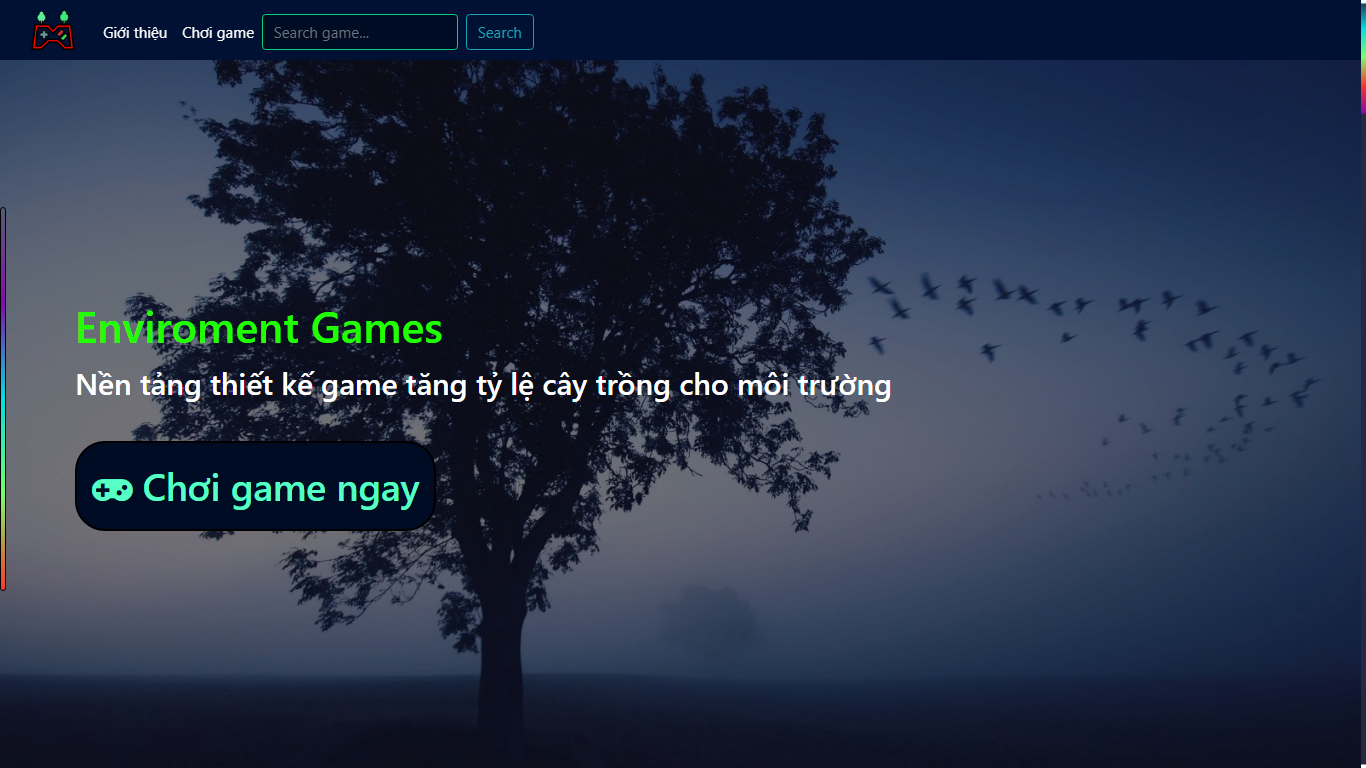 Giới thiệu Chơi game Search game... Search
Enviroment Games
Nền tảng thiết kế game tăng tỷ lệ cây trồng cho môi trường
Chơi game ngay